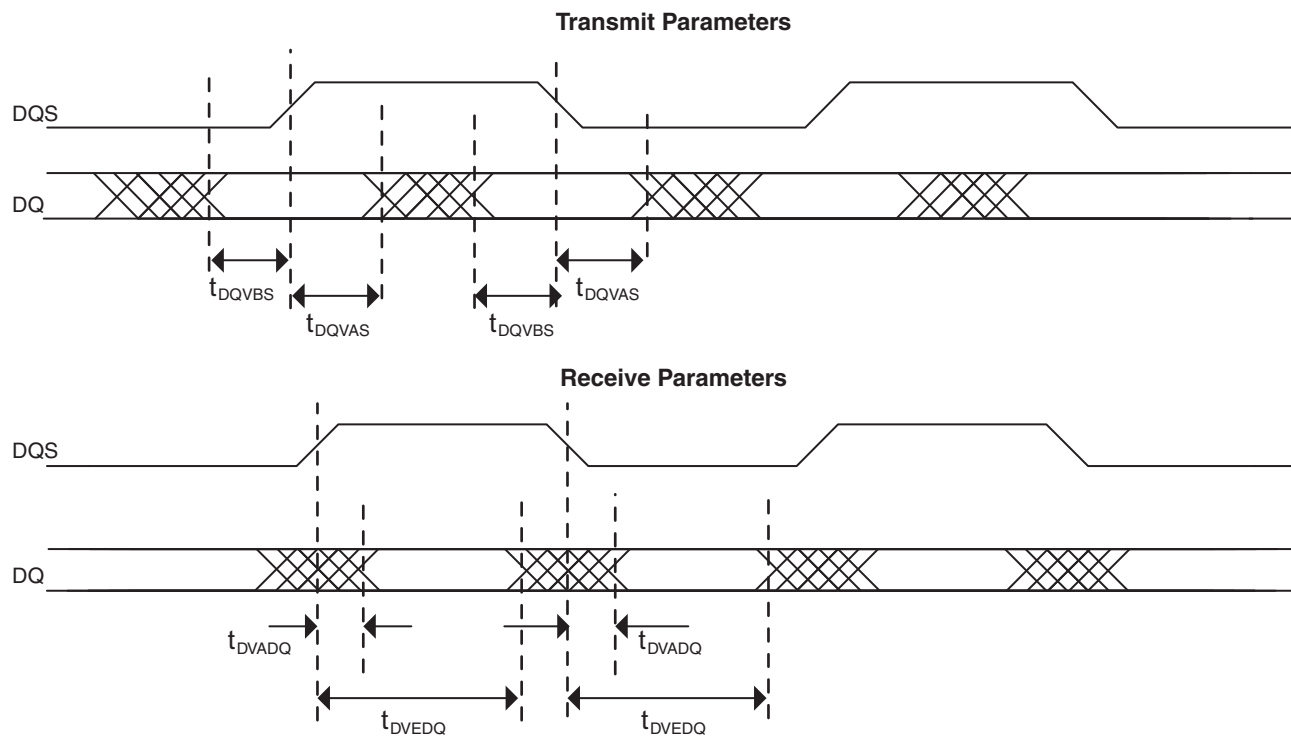 Transmit Parameters
DQS
DQ
tDQVBS
tDQVAS
tDQVBS
tDQVAS
Receive Parameters
DQS
DQ
tDVADQ
tDVADQ
tDVEDQ
tDVEDQ